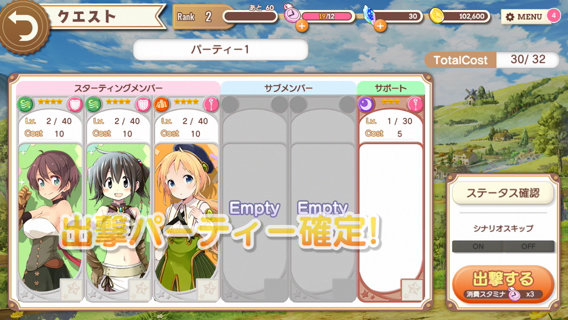 クエスト
Rank 2
あと 60
19/12
30
102,600
MENU 4
パーティー1
TotalCost 30/ 32
スターティングメンバー
サブメンバー
サポート
Lv. 2 / 40
Cost 10
Lv. 2 / 40
Cost 10
Lv. 2 / 40
Cost 10
Lv. 1 / 30
Cost 5
Empty
Empty
出撃パーティー確定!
ステータス確認
シナリオスキップ
ON OFF
出撃する
消費スタミナ x3